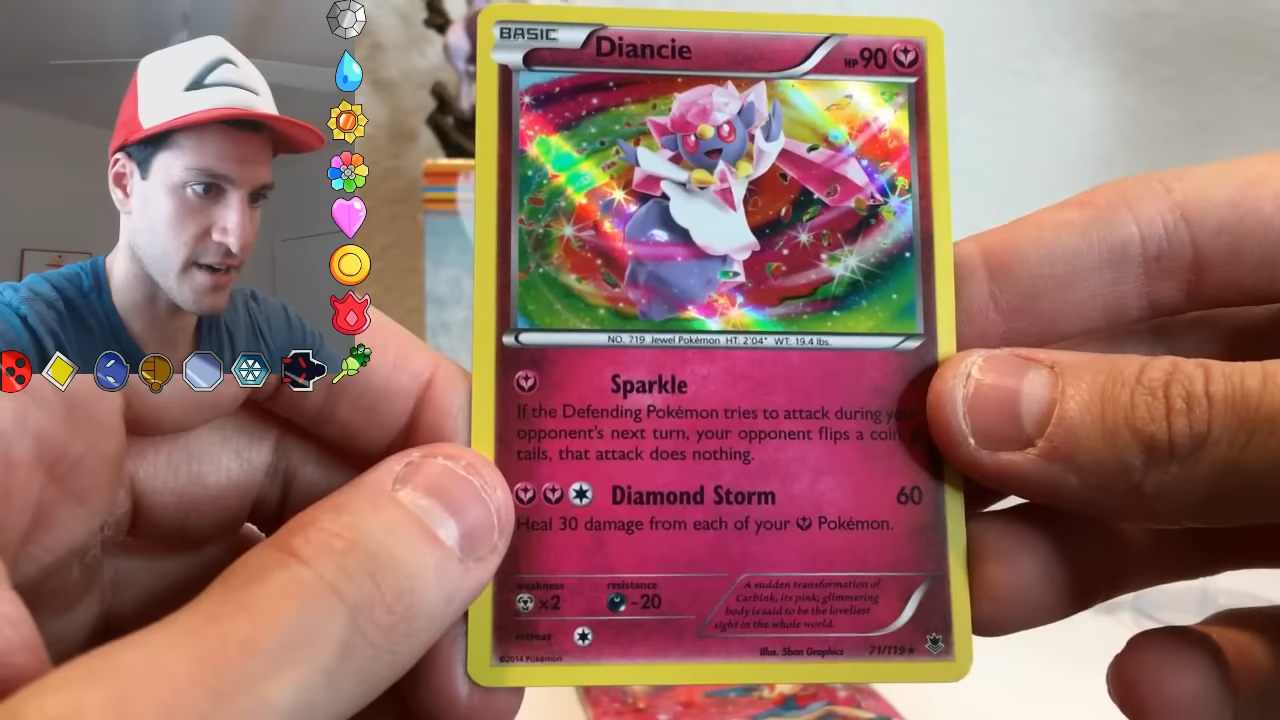 BASIC Diancie HP 90
NO. 719 Jewel Pokémon HT: 2'04" WT: 19.4 lbs.
Sparkle
If the Defending Pokémon tries to attack during
opponent's next turn, your opponent flips a coin.
tails, that attack does nothing.
Diamond Storm 60
Heal 30 damage from each of your Pokémon.
weakness resistance
×2 -20
A sudden transformation of
Carbink, its pink, glimmering
body is said to be the loveliest
sight in the whole world.
retreat
©2014 Pokémon Illus. 5ban Graphics 71/119